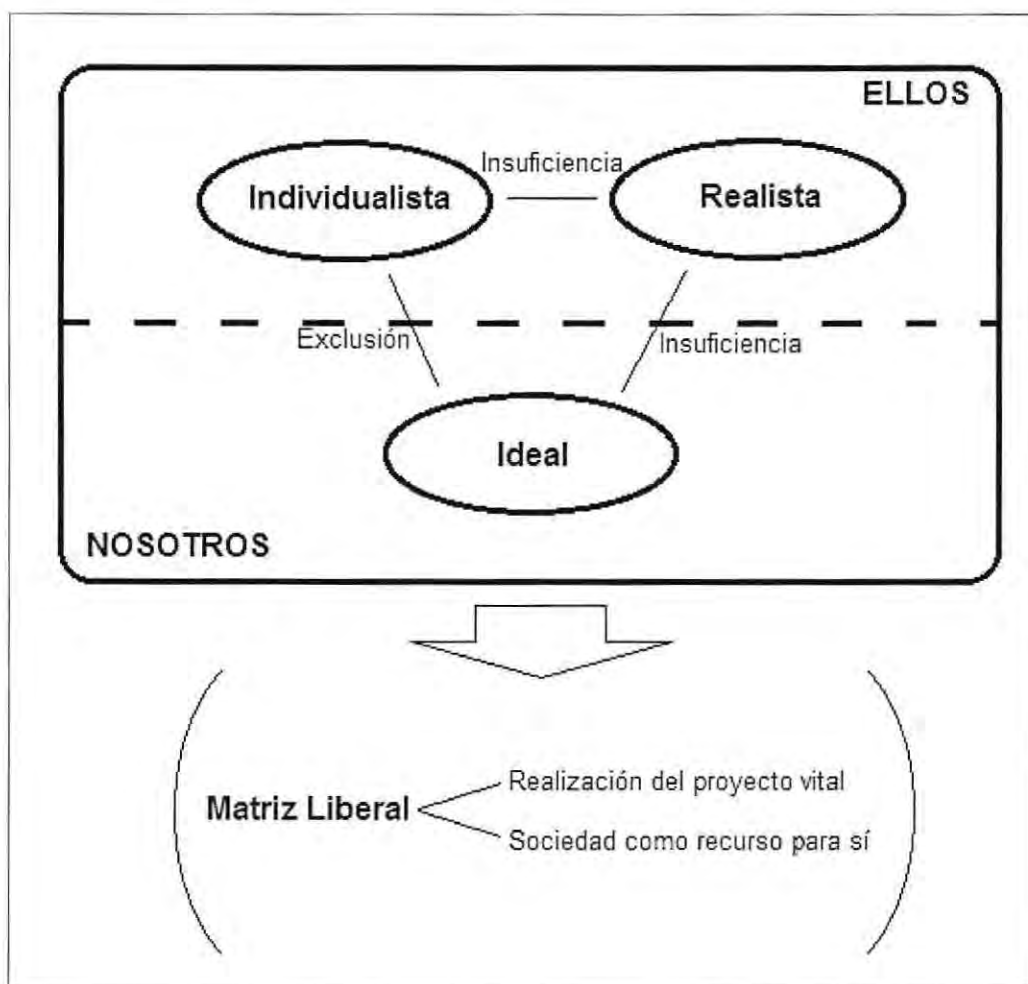 ELLOS
Insuficiencia
Individualista
Realista
Exclusión
Insuficiencia
Ideal
NOSOTROS
Realización del proyecto vital
Matriz Liberal
Sociedad como recurso para sí